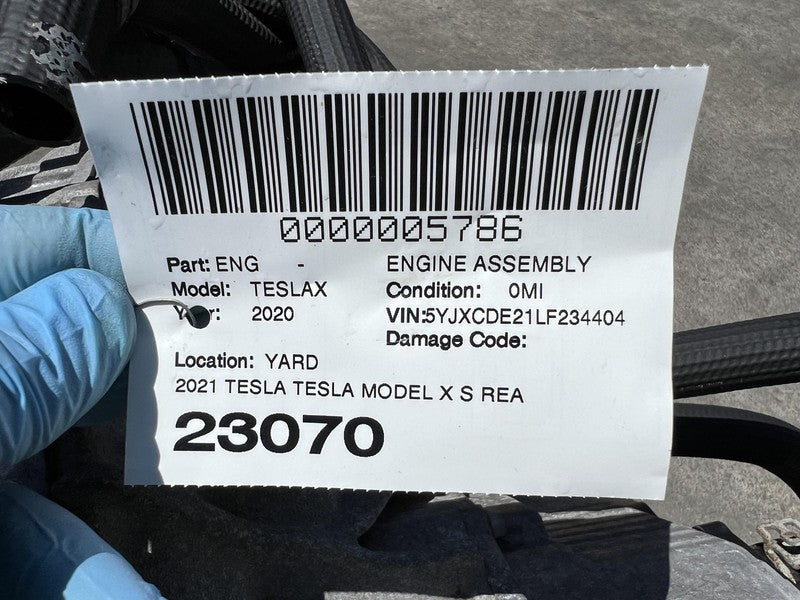 0000005786
Part: ENG - ENGINE ASSEMBLY
Model: TESLAX Condition: 0MI
Year: 2020 VIN:5YJXCDE21LF234404
Damage Code:
Location: YARD
2021 TESLA TESLA MODEL X S REA
23070